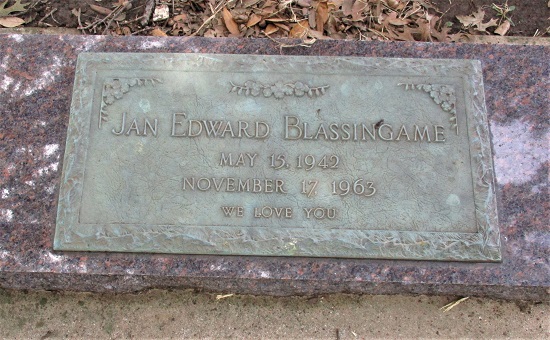 JAN EDWARD BLASSINGAME
MAY 15, 1942
NOVEMBER 17 1963
WE LOVE YOU